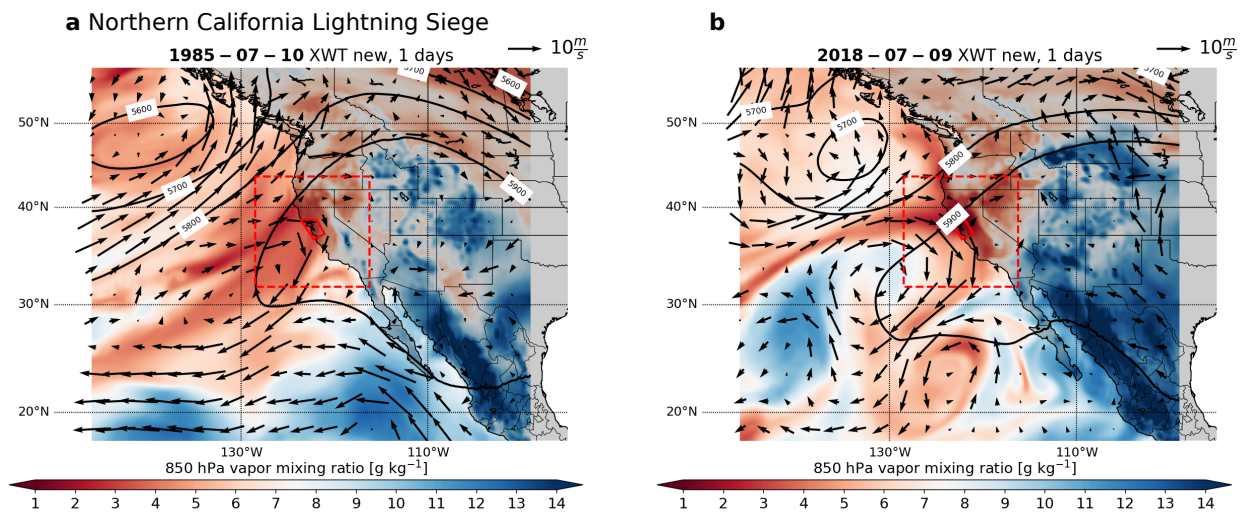 a Northern California Lightning Siege
b
1985−07−10 XWT new, 1 days
10 m/s
2018−07−09 XWT new, 1 days
10 m/s
5700
5600
5600
5700
5800
5900
50°N
40°N
30°N
20°N
130°W
110°W
850 hPa vapor mixing ratio [g kg⁻¹]
1 2 3 4 5 6 7 8 9 10 11 12 13 14
5700
5700
5700
5800
5900
50°N
40°N
30°N
20°N
130°W
110°W
850 hPa vapor mixing ratio [g kg⁻¹]
1 2 3 4 5 6 7 8 9 10 11 12 13 14